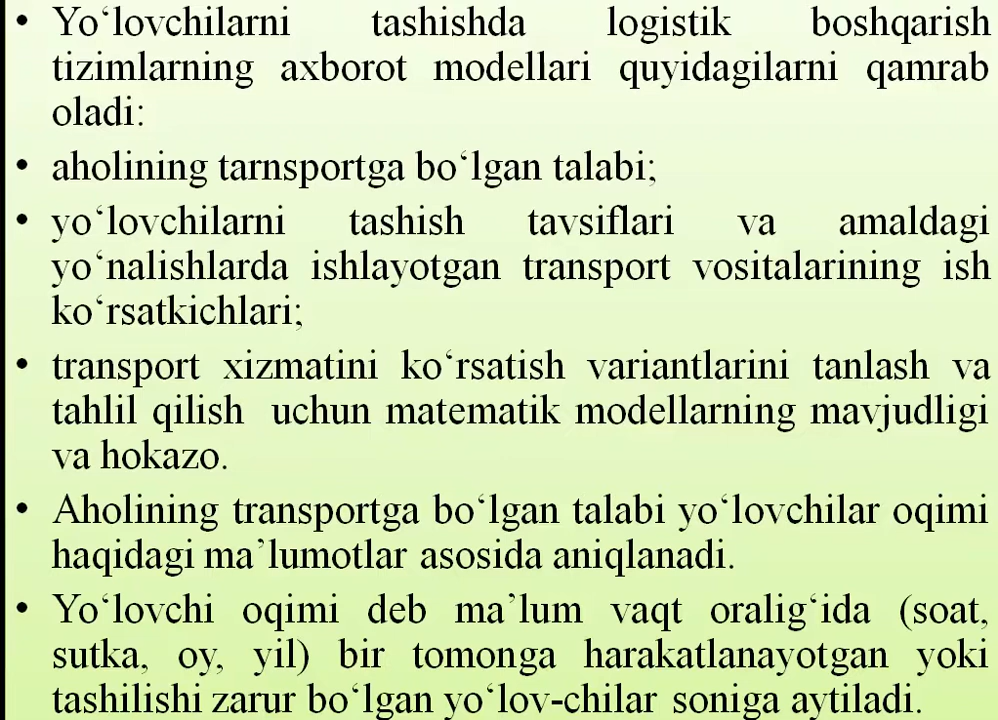 • Yo‘lovchilarni tashishda logistik boshqarish
tizimlarning axborot modellari quyidagilarni qamrab
oladi:
• aholining tarnsportga bo‘lgan talabi;
• yo‘lovchilarni tashish tavsiflari va amaldagi
yo‘nalishlarda ishlayotgan transport vositalarining ish
ko‘rsatkichlari;
• transport xizmatini ko‘rsatish variantlarini tanlash va
tahlil qilish uchun matematik modellarning mavjudligi
va hokazo.
• Aholining transportga bo‘lgan talabi yo‘lovchilar oqimi
haqidagi ma’lumotlar asosida aniqlanadi.
• Yo‘lovchi oqimi deb ma’lum vaqt oralig‘ida (soat,
sutka, oy, yil) bir tomonga harakatlanayotgan yoki
tashilishi zarur bo‘lgan yo‘lov-chilar soniga aytiladi.